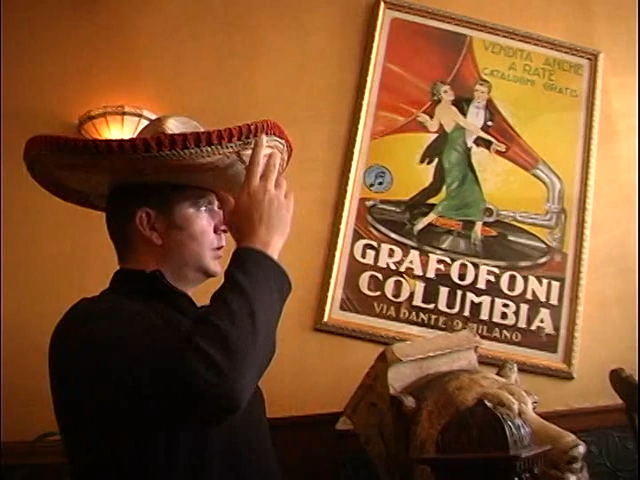 VENDITA ANCHE
A RATE
CATALOGHI GRATIS
GRAFOFONI
COLUMBIA
VIA DANTE 9 MILANO